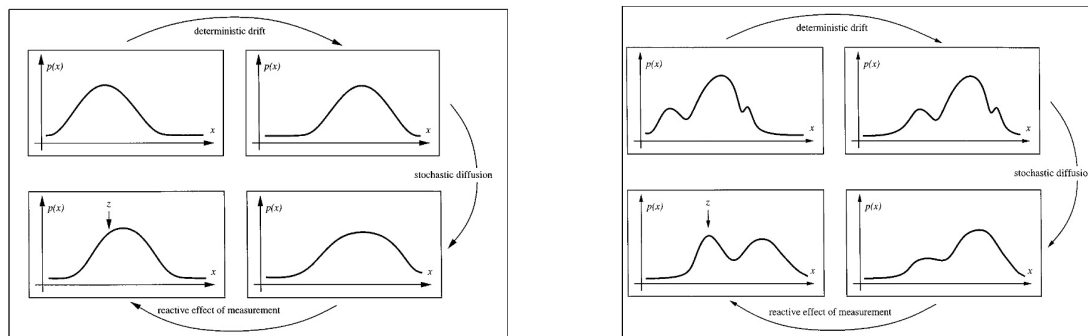 deterministic drift
p(x)
x
p(x)
x
stochastic diffusion
p(x)
z
x
p(x)
x
reactive effect of measurement
deterministic drift
p(x)
x
p(x)
x
stochastic diffusio
p(x)
z
x
p(x)
x
reactive effect of measurement